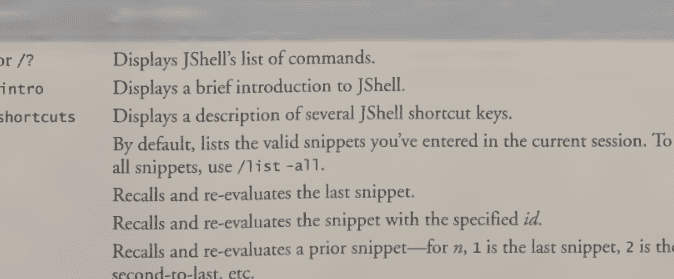 or /? Displays JShell's list of commands.
intro Displays a brief introduction to JShell.
shortcuts Displays a description of several JShell shortcut keys.
By default, lists the valid snippets you've entered in the current session. To
all snippets, use /list -all.
Recalls and re-evaluates the last snippet.
Recalls and re-evaluates the snippet with the specified id.
Recalls and re-evaluates a prior snippet—for n, 1 is the last snippet, 2 is the
second-to-last, etc.